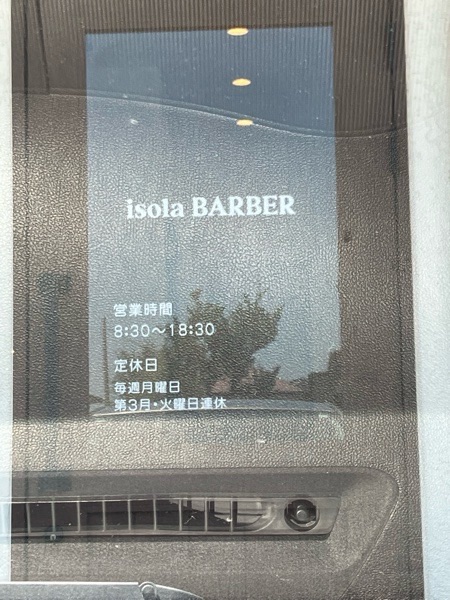 isola BARBER
営業時間
8:30〜18:30
定休日
毎週月曜日
第3月・火曜日連休